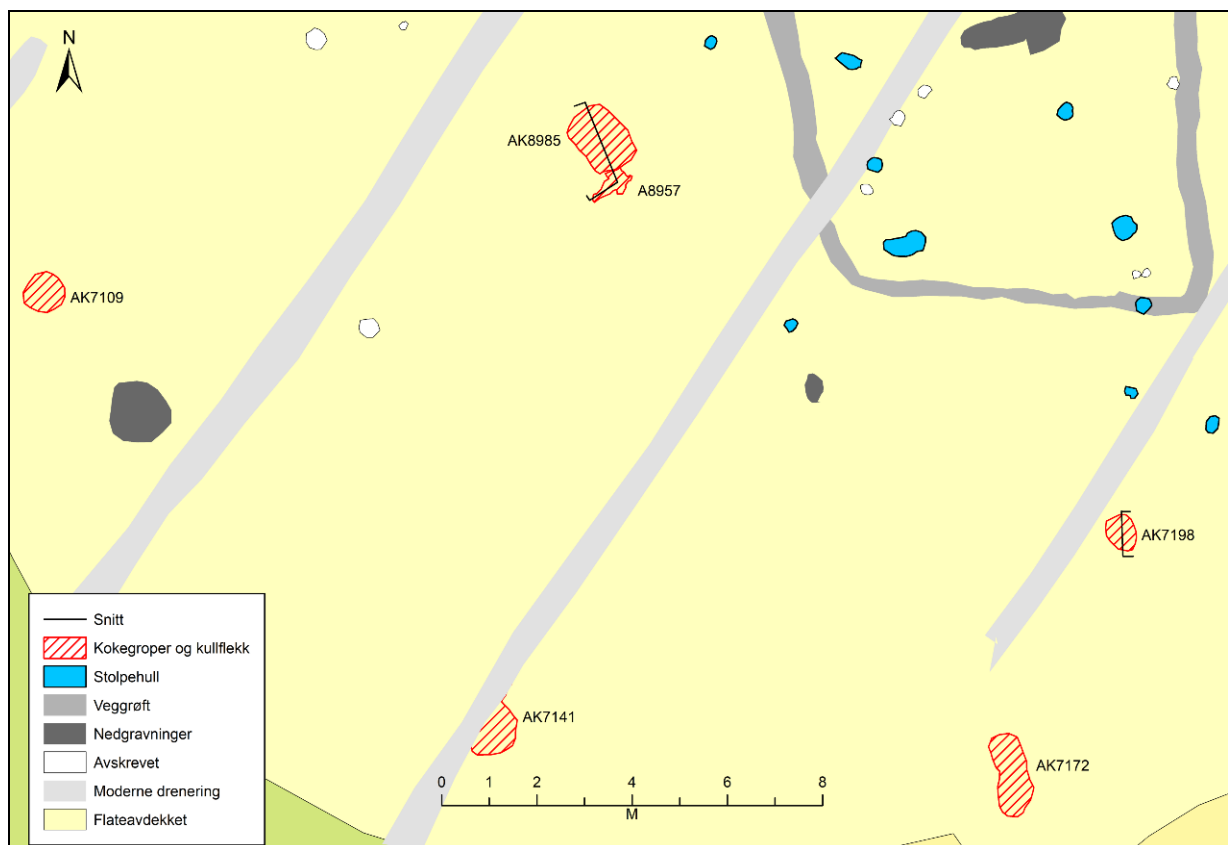 N
AK8985
A8957
AK7109
AK7198
AK7141
AK7172
0 1 2 4 6 8
M
Snitt
Kokegroper og kullflekk
Stolpehull
Veggrøft
Nedgravninger
Avskrevet
Moderne drenering
Flateavdekket